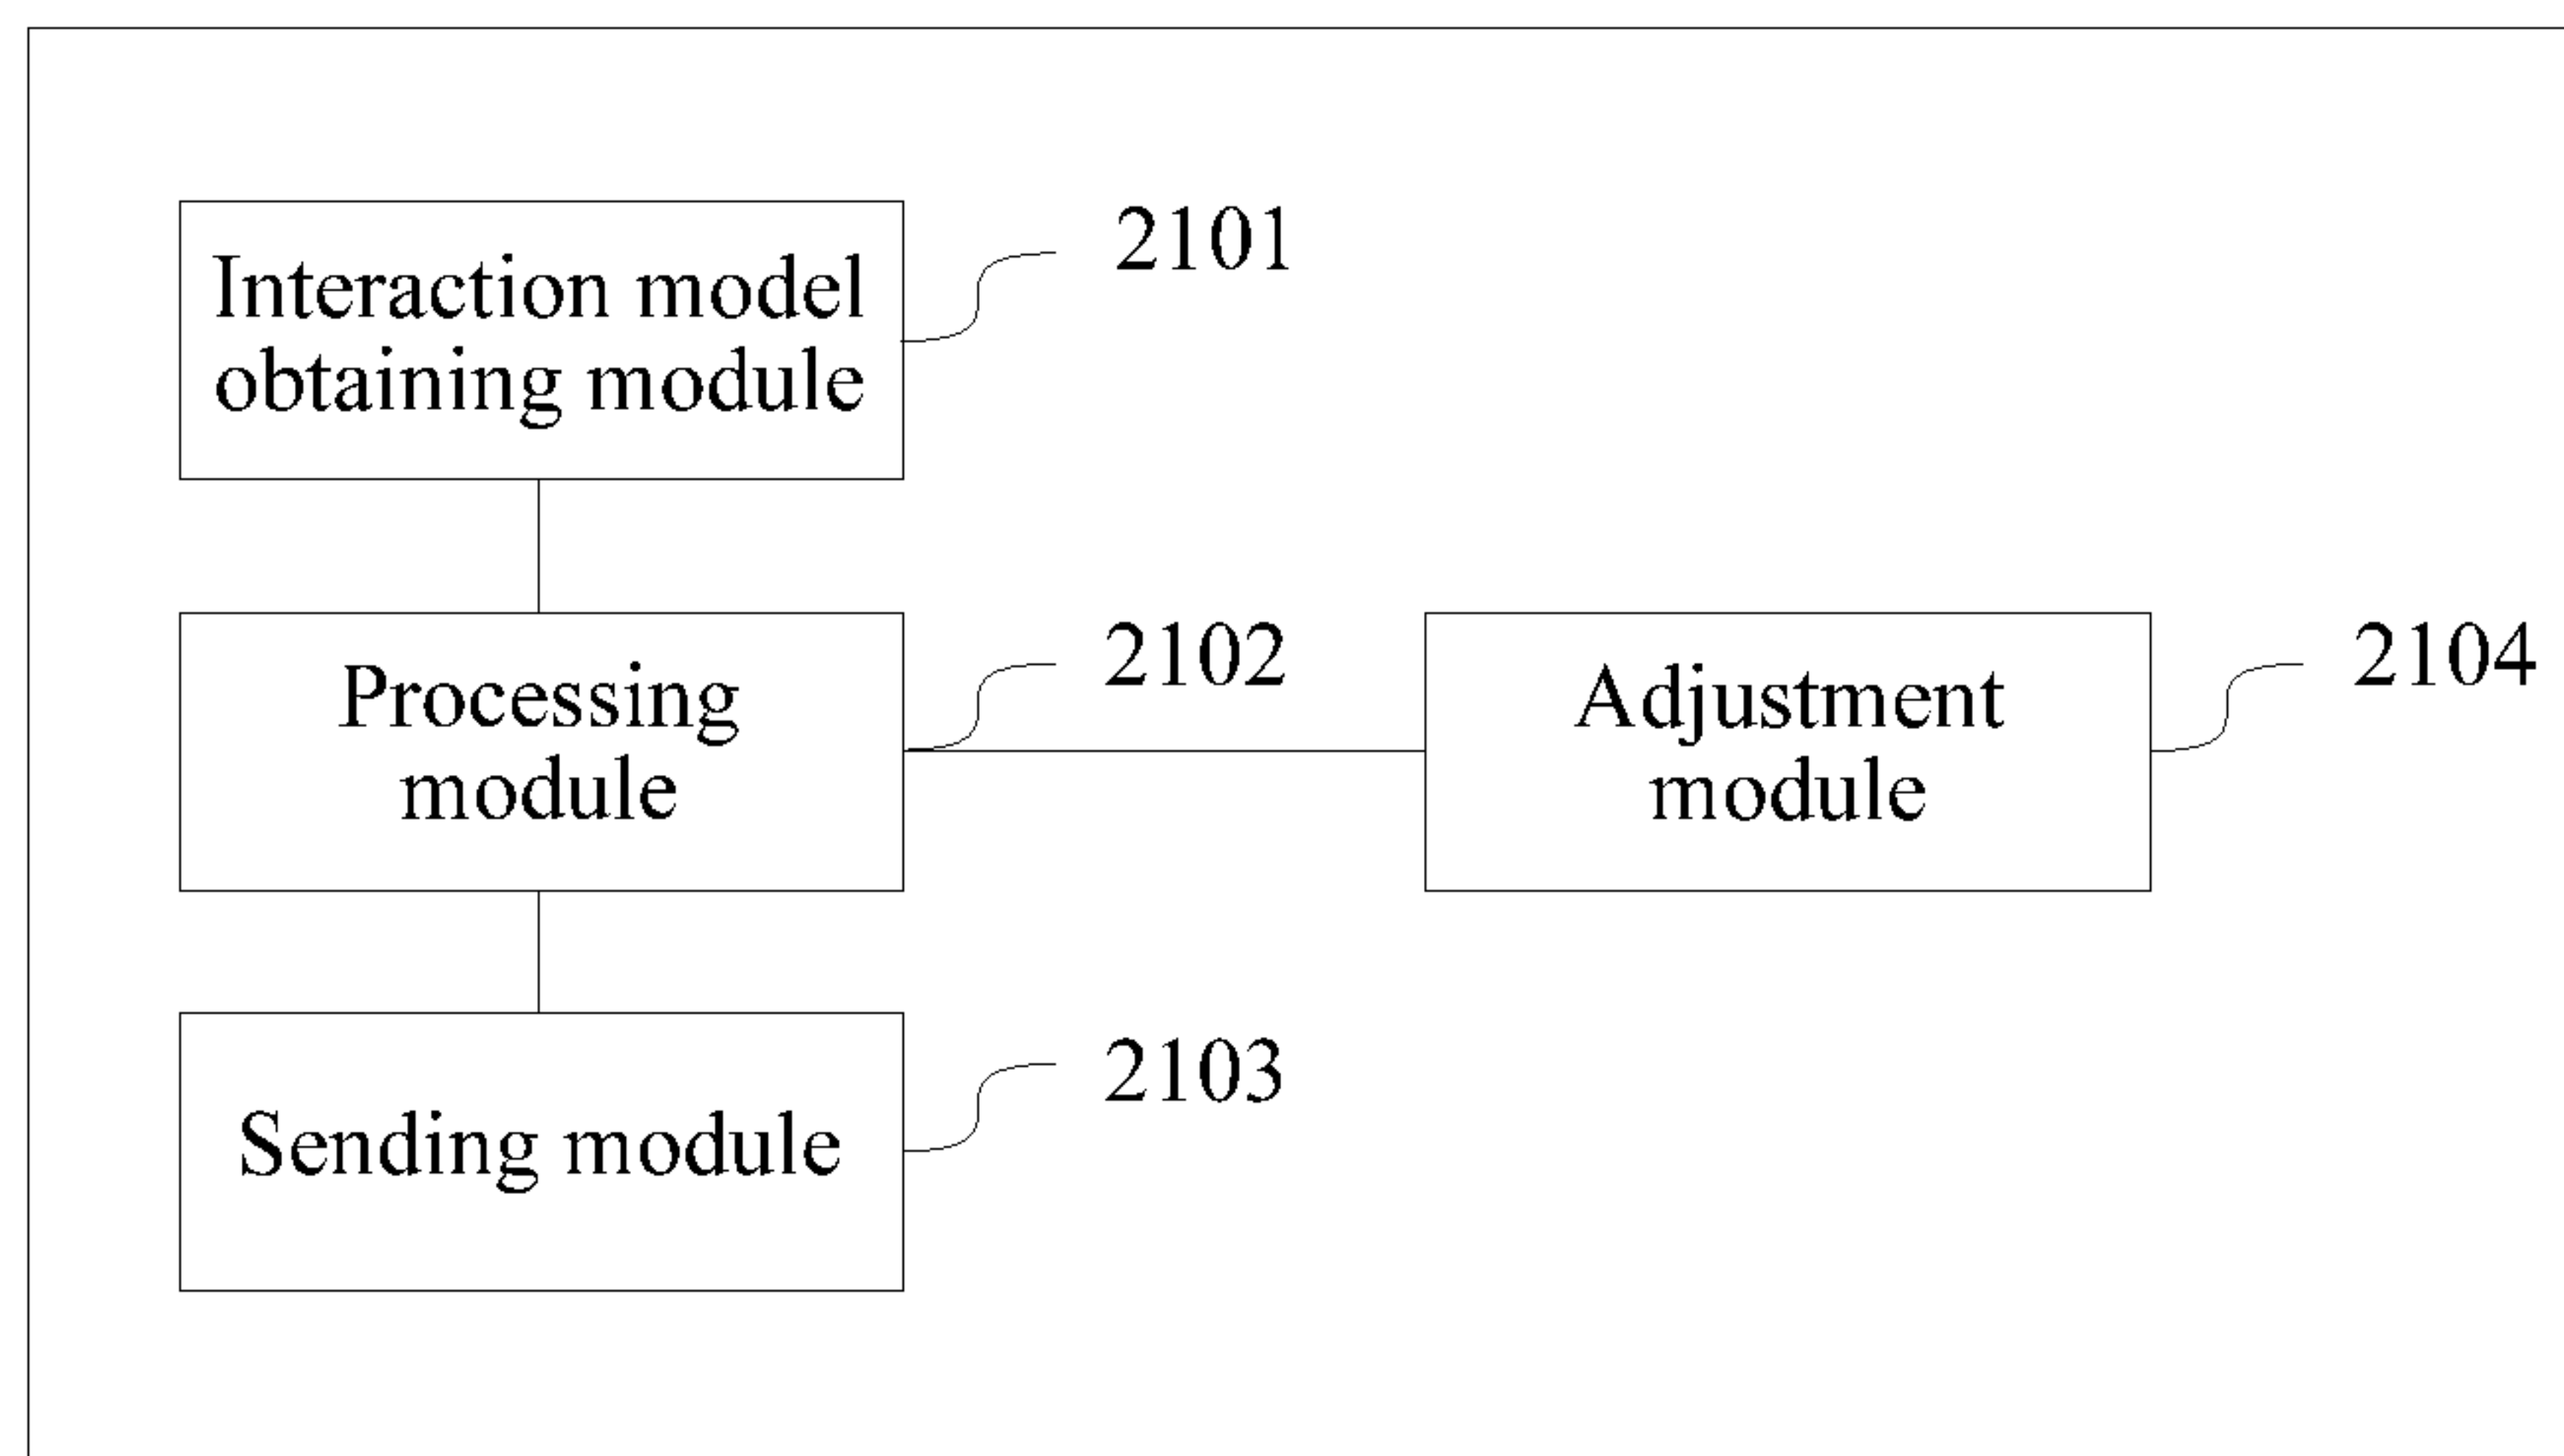 Interaction model
obtaining module
2101
Processing
module
2102
Adjustment
module
2104
Sending module
2103